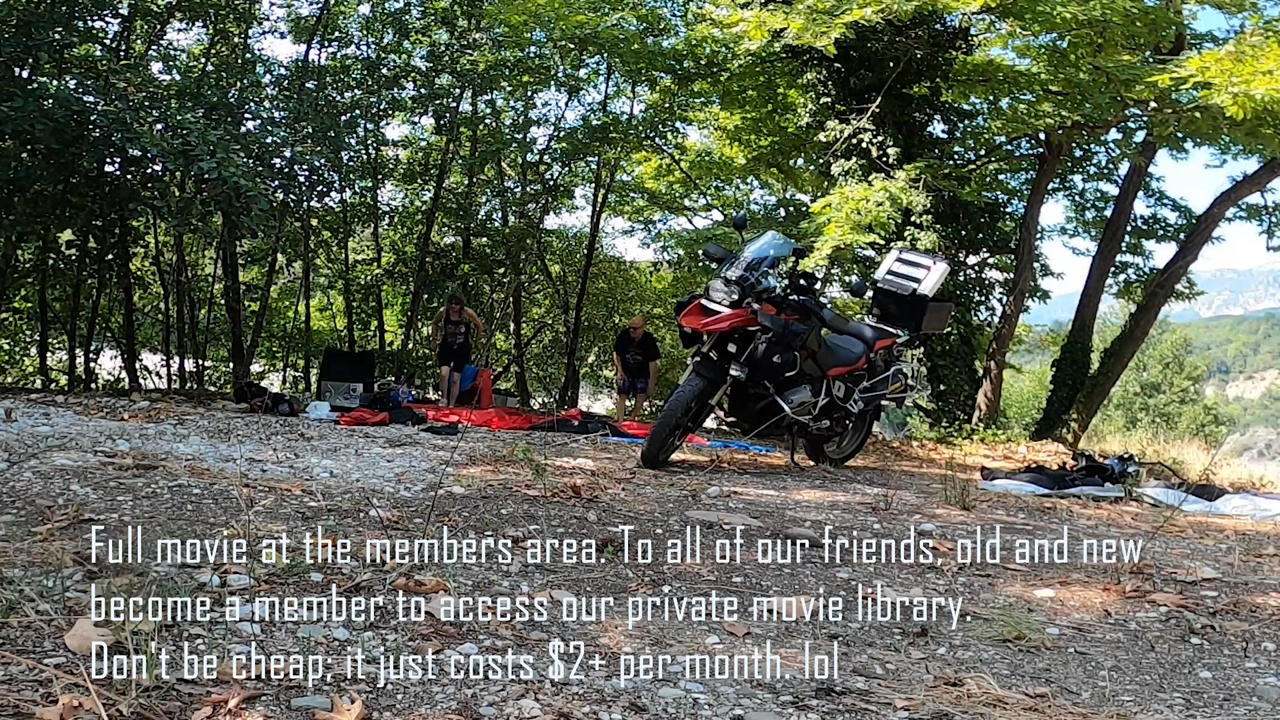 Full movie at the members area. To all of our friends, old and new
become a member to access our private movie library.
Don't be cheap; it just costs $2+ per month. lol